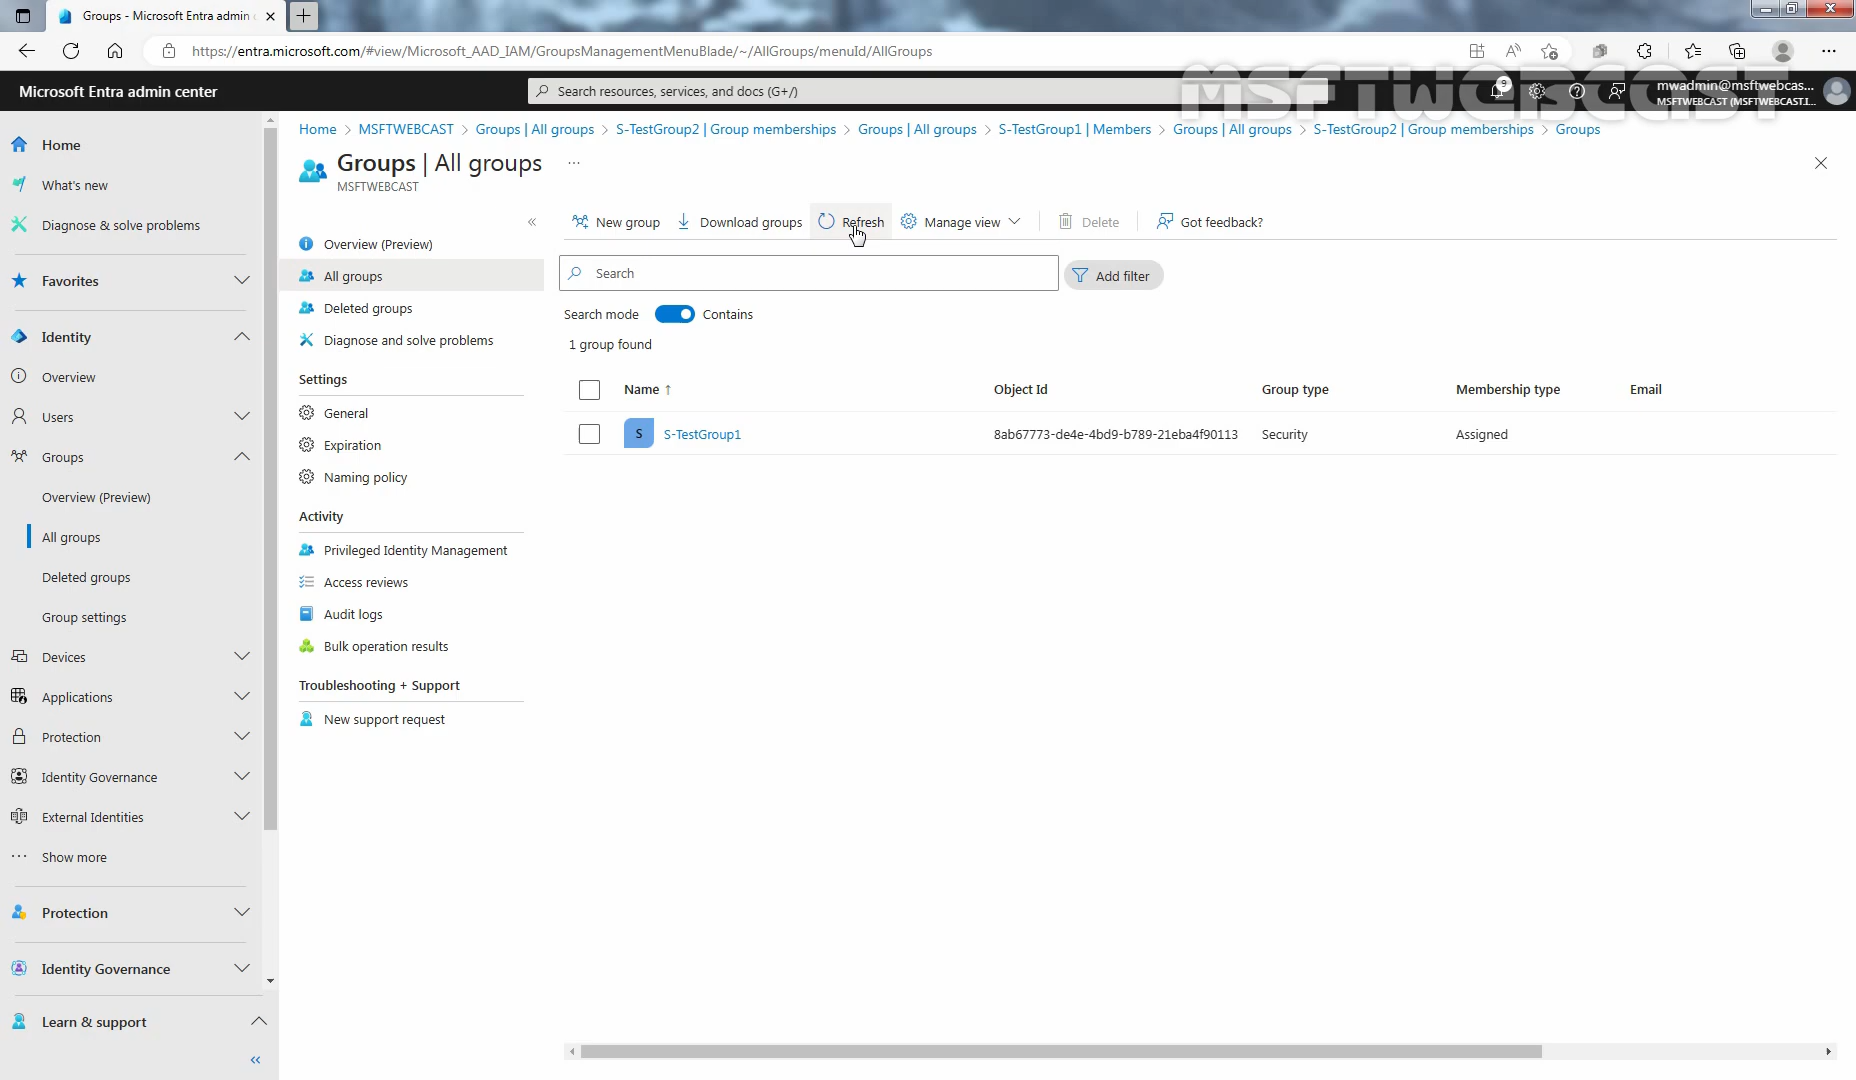 Groups - Microsoft Entra admin c
https://entra.microsoft.com/#view/Microsoft_AAD_IAM/GroupsManagementMenuBlade/~/AllGroups/menuId/AllGroups
MSFTWEBCAST
Microsoft Entra admin center
Search resources, services, and docs (G+/)
9
mwadmin@msftwebcas...
MSFTWEBCAST (MSFTWEBCAST.I...
Home
What's new
Diagnose & solve problems
Favorites
Identity
Overview
Users
Groups
Overview (Preview)
All groups
Deleted groups
Group settings
Devices
Applications
Protection
Identity Governance
External Identities
Show more
Protection
Identity Governance
Learn & support
Home > MSFTWEBCAST > Groups | All groups > S-TestGroup2 | Group memberships > Groups | All groups > S-TestGroup1 | Members > Groups | All groups > S-TestGroup2 | Group memberships > Groups
Groups | All groups ...
MSFTWEBCAST
Overview (Preview)
All groups
Deleted groups
Diagnose and solve problems
Settings
General
Expiration
Naming policy
Activity
Privileged Identity Management
Access reviews
Audit logs
Bulk operation results
Troubleshooting + Support
New support request
New group Download groups Refresh Manage view Delete Got feedback?
Search
Add filter
Search mode Contains
1 group found
Name ↑ Object Id Group type Membership type Email
S S-TestGroup1 8ab67773-de4e-4bd9-b789-21eba4f90113 Security Assigned